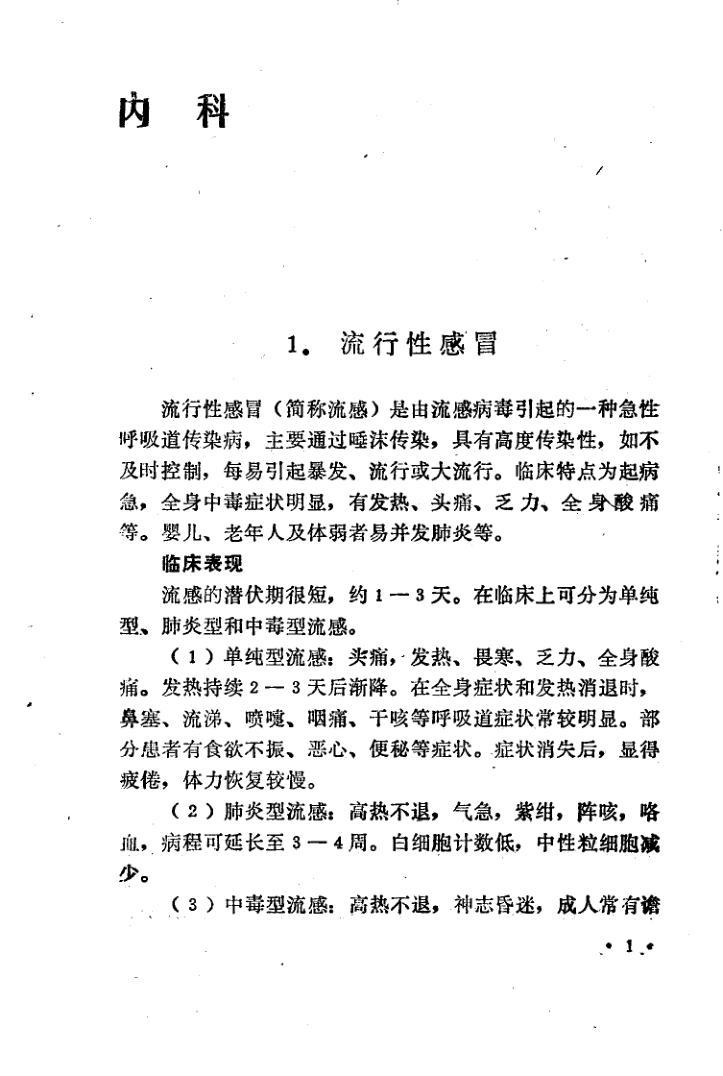 内 科
1. 流行性感冒
流行性感冒（简称流感）是由流感病毒引起的一种急性
呼吸道传染病，主要通过唾沫传染，具有高度传染性，如不
及时控制，每易引起暴发、流行或大流行。临床特点为起病
急，全身中毒症状明显，有发热、头痛、乏力、全身酸痛
等。婴儿、老年人及体弱者易并发肺炎等。
临床表现
流感的潜伏期很短，约1—3天。在临床上可分为单纯
型、肺炎型和中毒型流感。
（1）单纯型流感：头痛，发热、畏寒、乏力、全身酸
痛。发热持续2—3天后渐降。在全身症状和发热消退时，
鼻塞、流涕、喷嚏、咽痛、干咳等呼吸道症状常较明显。部
分患者有食欲不振、恶心、便秘等症状。症状消失后，显得
疲倦，体力恢复较慢。
（2）肺炎型流感：高热不退，气急，紫绀，阵咳，咯
血，病程可延长至3—4周。白细胞计数低，中性粒细胞减
少。
（3）中毒型流感：高热不退，神志昏迷，成人常有谵
• 1 •